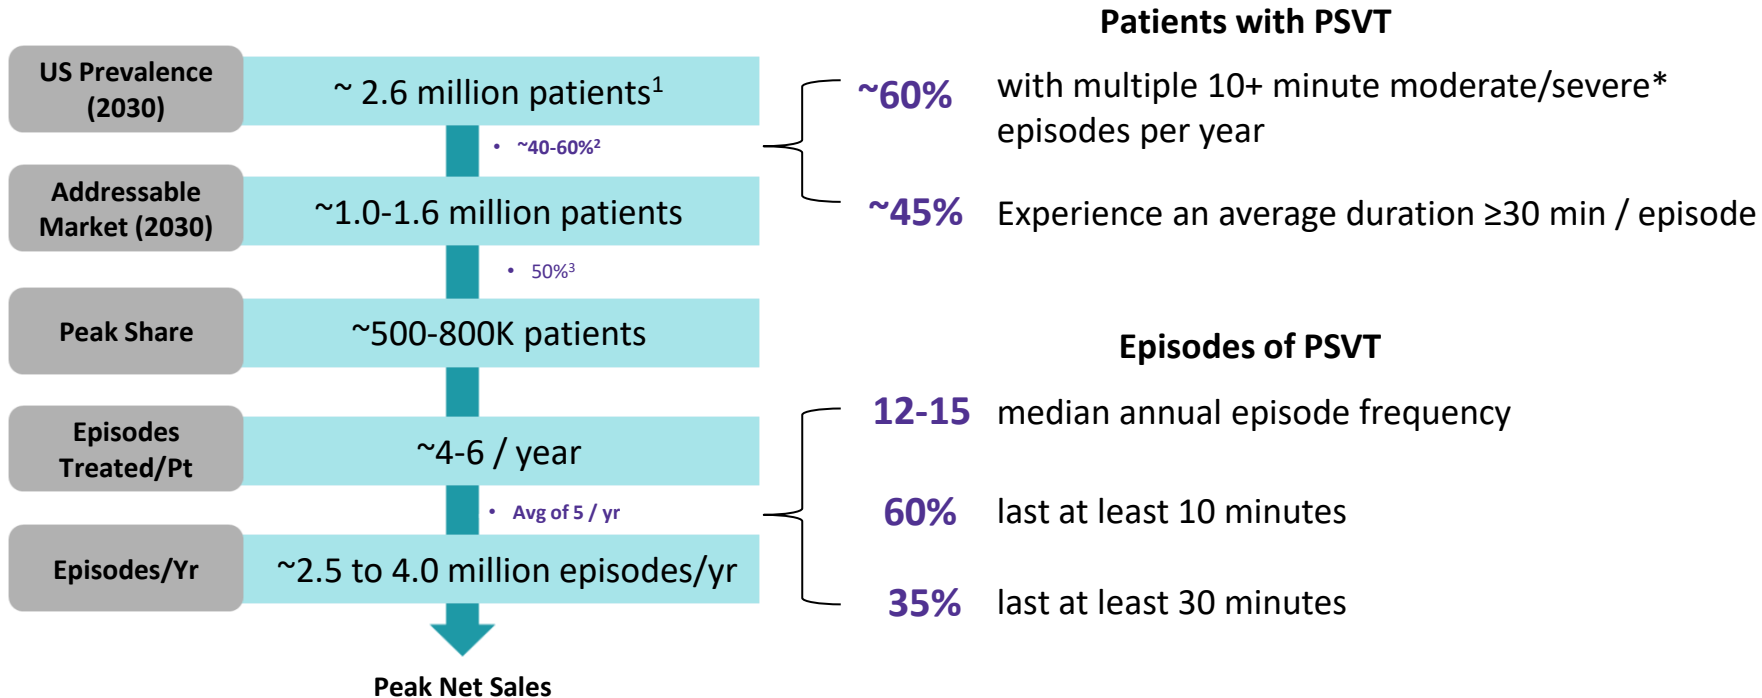 US Prevalence
(2030)
~ 2.6 million patients1
• ~40-60%2
Addressable
Market (2030)
~1.0-1.6 million patients
• 50%3
Peak Share
~500-800K patients
Episodes
Treated/Pt
~4-6 / year
• Avg of 5 / yr
Episodes/Yr
~2.5 to 4.0 million episodes/yr
Peak Net Sales
Patients with PSVT
~60% with multiple 10+ minute moderate/severe*
episodes per year
~45% Experience an average duration ≥30 min / episode
Episodes of PSVT
12-15 median annual episode frequency
60% last at least 10 minutes
35% last at least 30 minutes